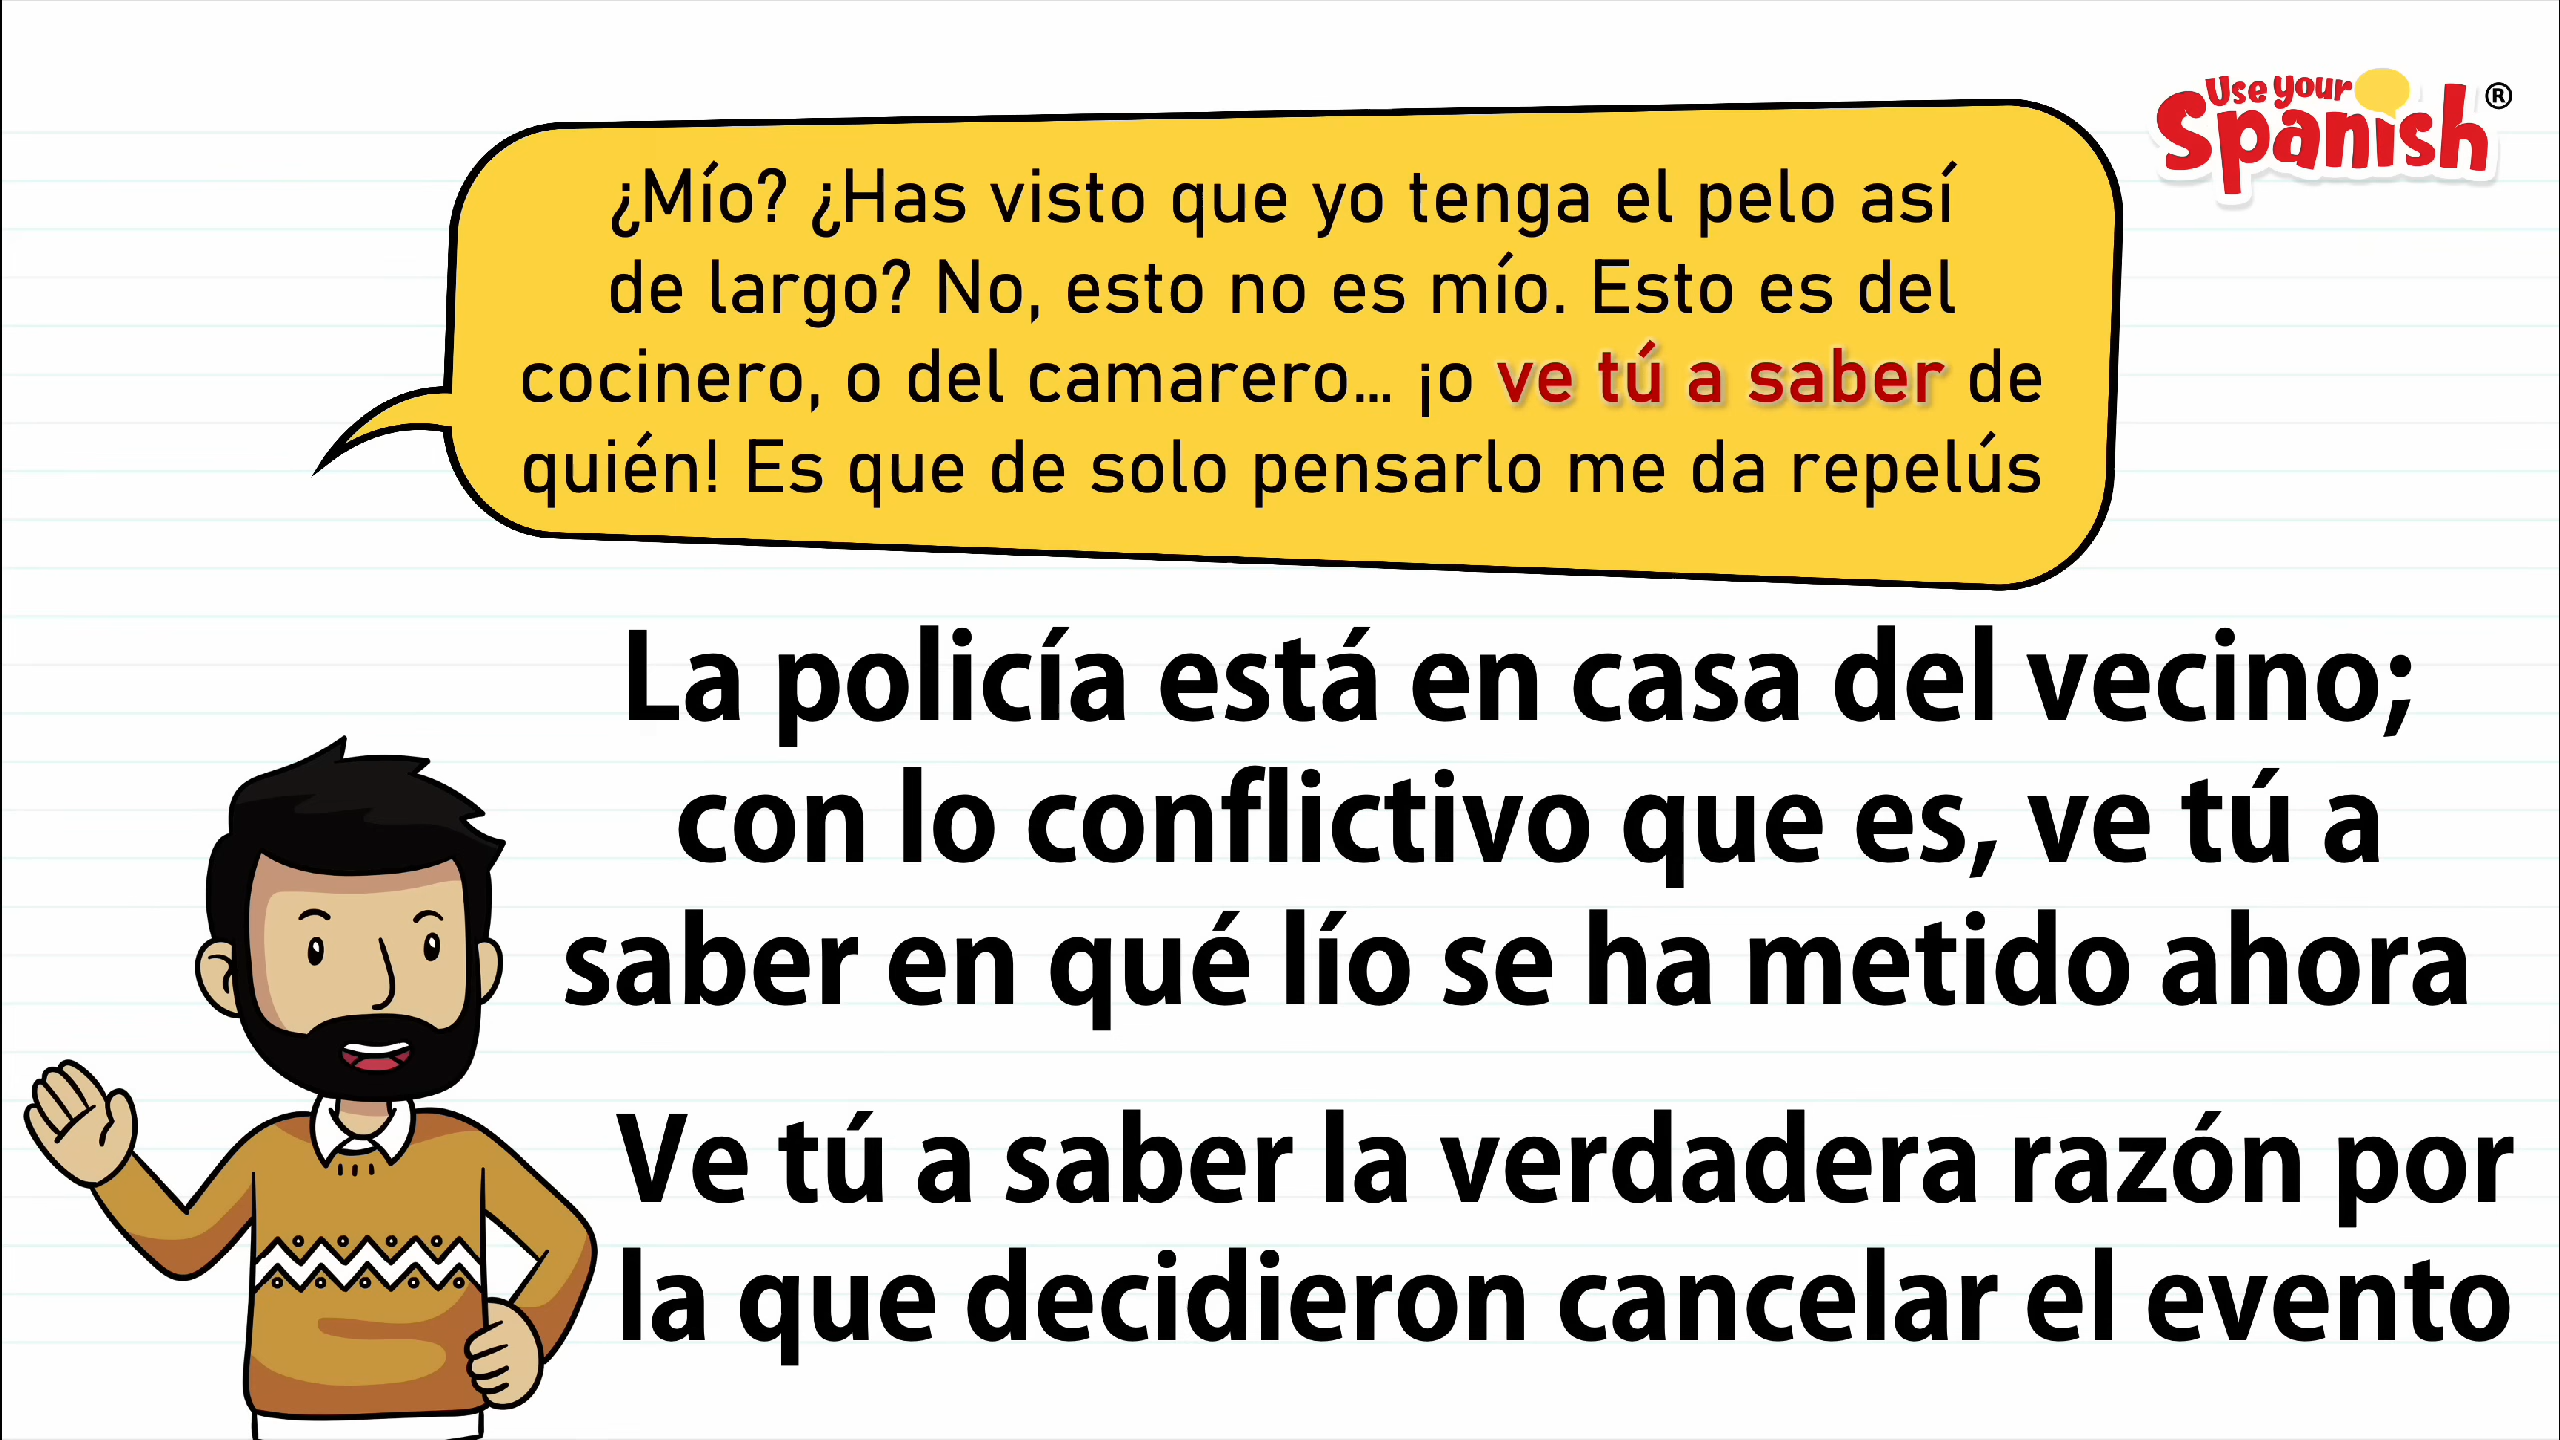 Use your
Spanish®
¿Mío? ¿Has visto que yo tenga el pelo así
de largo? No, esto no es mío. Esto es del
cocinero, o del camarero... ¡o ve tú a saber de
quién! Es que de solo pensarlo me da repelús
La policía está en casa del vecino;
con lo conflictivo que es, ve tú a
saber en qué lío se ha metido ahora
Ve tú a saber la verdadera razón por
la que decidieron cancelar el evento